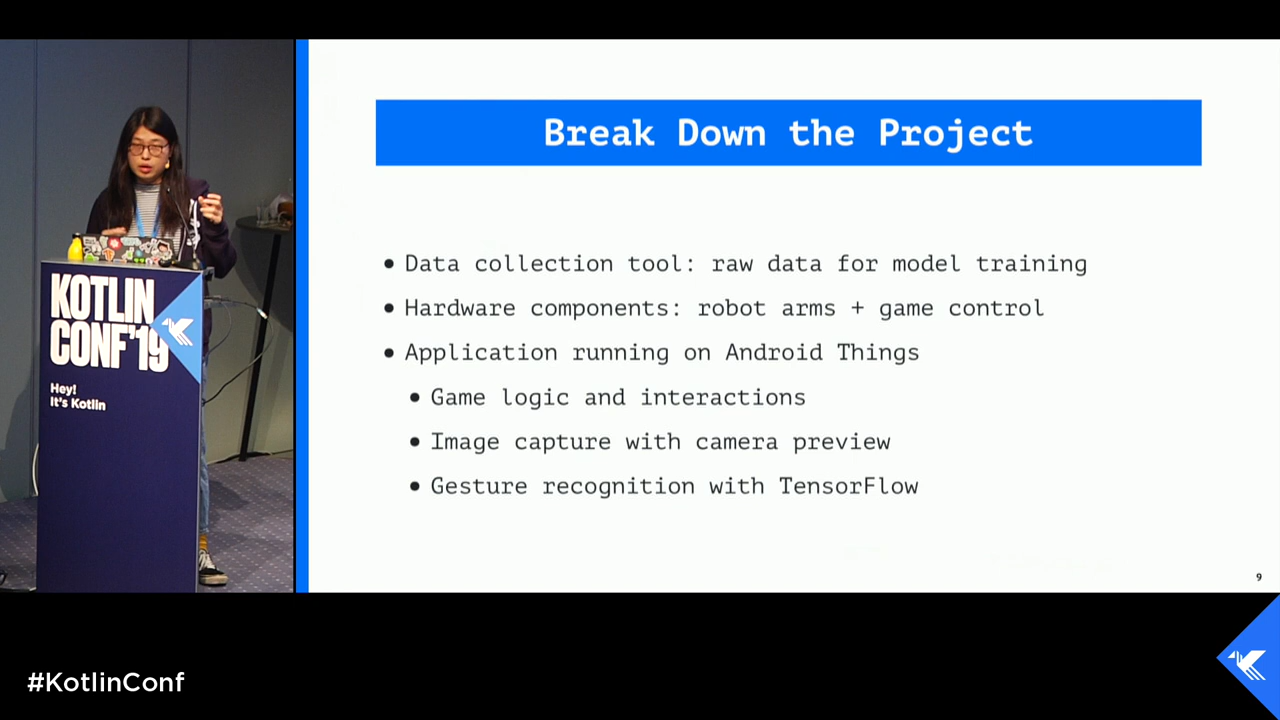 Break Down the Project
• Data collection tool: raw data for model training
• Hardware components: robot arms + game control
• Application running on Android Things
• Game logic and interactions
• Image capture with camera preview
• Gesture recognition with TensorFlow
9
KOTLIN
CONF'19
Hey!
It's Kotlin
#KotlinConf